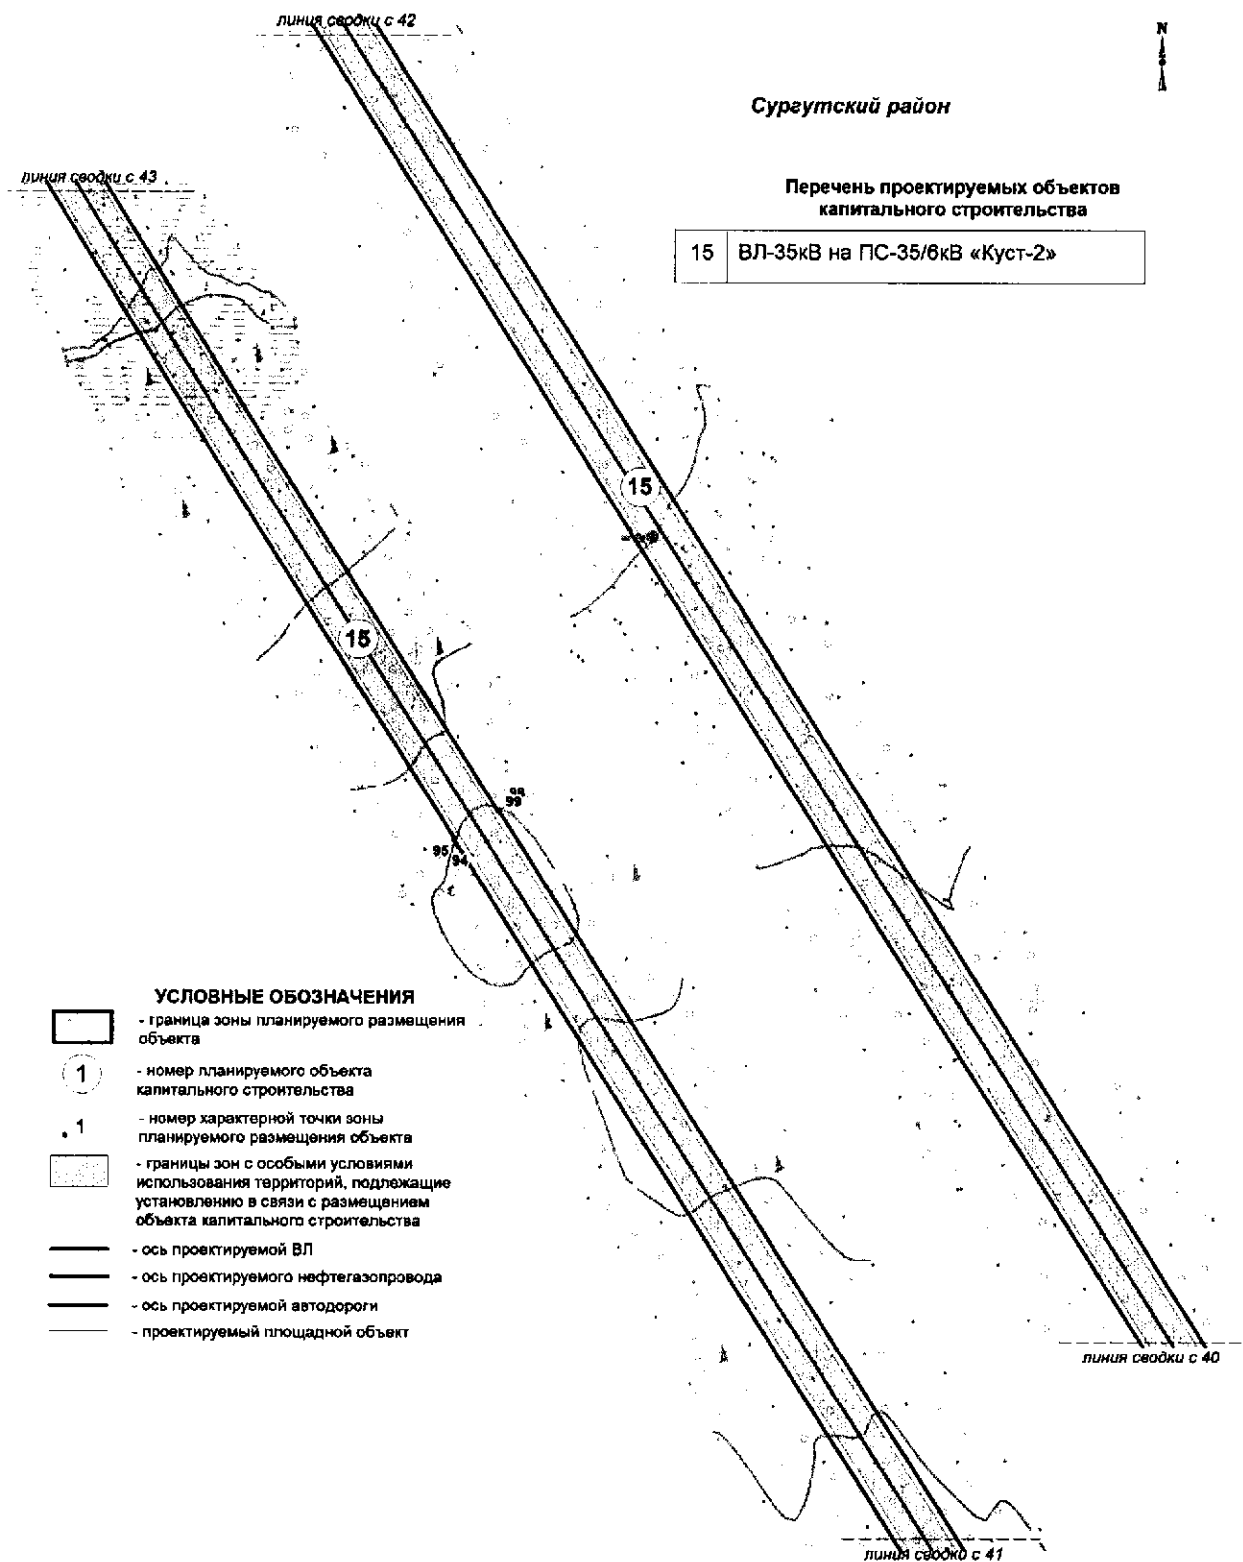 линия сводки с 42
N
Сургутский район
линия сводки с 43
Перечень проектируемых объектов
капитального строительства
15 ВЛ-35кВ на ПС-35/6кВ «Куст-2»
15
15
99
95
94
УСЛОВНЫЕ ОБОЗНАЧЕНИЯ
- граница зоны планируемого размещения
объекта
1
- номер планируемого объекта
капитального строительства
1
- номер характерной точки зоны
планируемого размещения объекта
- границы зон с особыми условиями
использования территорий, подлежащие
установлению в связи с размещением
объекта капитального строительства
- ось проектируемой ВЛ
- ось проектируемого нефтегазопровода
- ось проектируемой автодороги
- проектируемый площадной объект
линия сводки с 40
линия сводки с 41